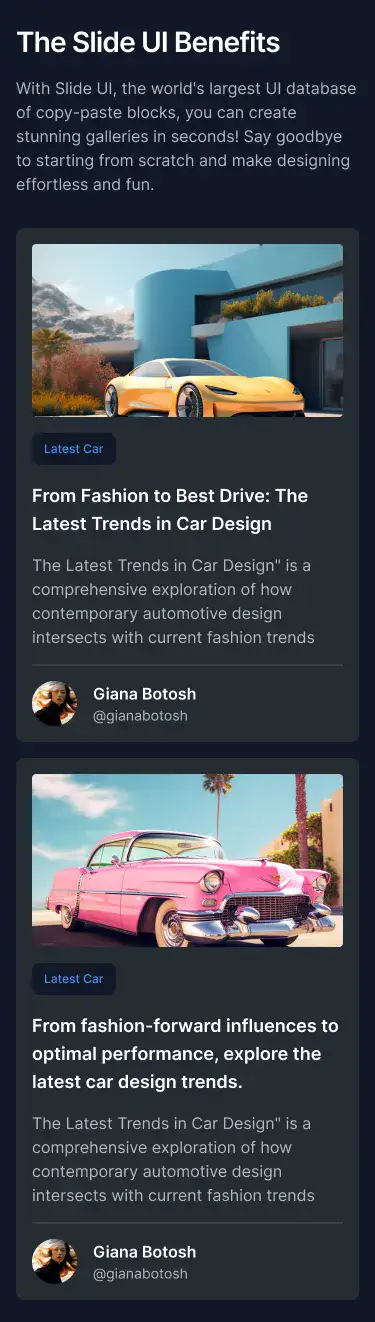 The Slide UI Benefits
With Slide UI, the world's largest UI database
of copy-paste blocks, you can create
stunning galleries in seconds! Say goodbye
to starting from scratch and make designing
effortless and fun.
Latest Car
From Fashion to Best Drive: The
Latest Trends in Car Design
The Latest Trends in Car Design" is a
comprehensive exploration of how
contemporary automotive design
intersects with current fashion trends
Giana Botosh
@gianabotosh
Latest Car
From fashion-forward influences to
optimal performance, explore the
latest car design trends.
The Latest Trends in Car Design" is a
comprehensive exploration of how
contemporary automotive design
intersects with current fashion trends
Giana Botosh
@gianabotosh